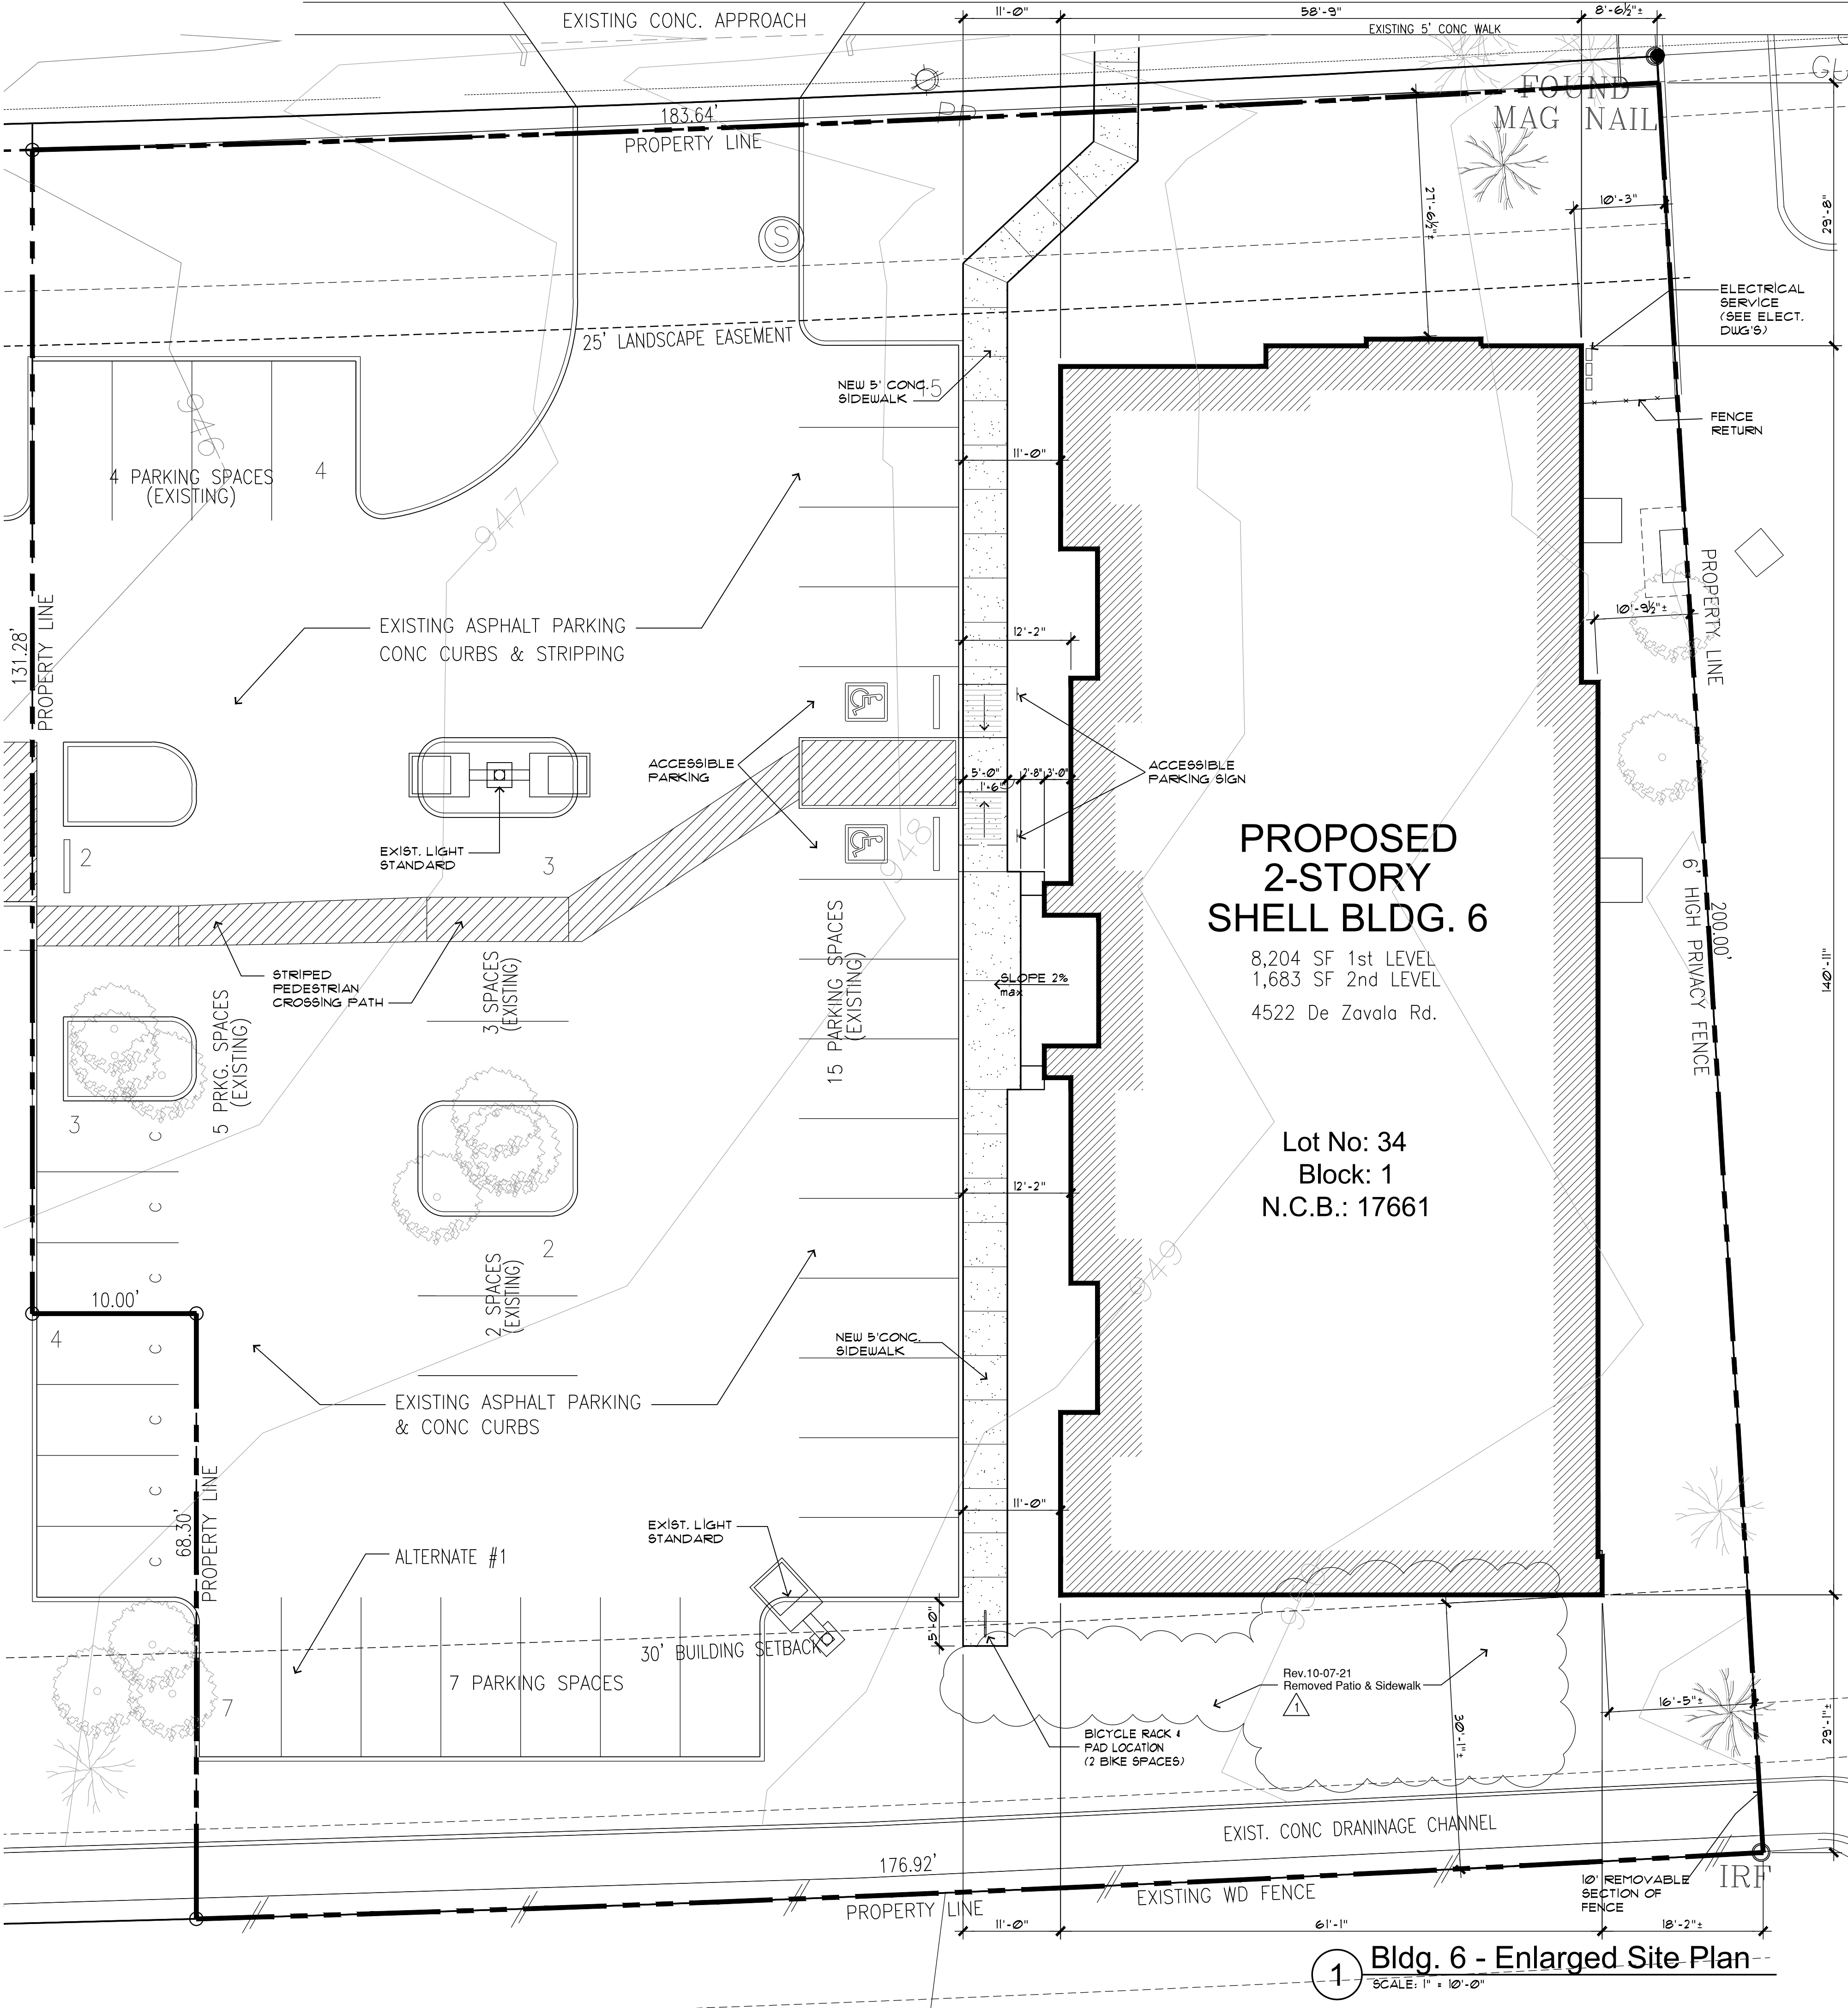 EXISTING CONC. APPROACH
11'-0"
58'-9"
8'-6½"±
EXISTING 5' CONC WALK
FOUND
MAG NAIL
183.64'
PROPERTY LINE
PP
S
27'-6½"±
10'-3"
29'-8"
ELECTRICAL
SERVICE
(SEE ELECT.
DWG'S)
25' LANDSCAPE EASEMENT
NEW 5' CONC.
SIDEWALK
15
FENCE
RETURN
946
4 PARKING SPACES
(EXISTING)
4
11'-0"
947
131.28'
PROPERTY LINE
EXISTING ASPHALT PARKING
CONC CURBS & STRIPPING
12'-2"
10'-9½"±
PROPERTY LINE
ACCESSIBLE
PARKING
5'-0"
1'-6"
2'-8"
3'-0"
ACCESSIBLE
PARKING SIGN
EXIST. LIGHT
STANDARD
2
3
948
PROPOSED
2-STORY
SHELL BLDG. 6
8,204 SF 1st LEVEL
1,683 SF 2nd LEVEL
4522 De Zavala Rd.
6' HIGH PRIVACY FENCE
200.00'
140'-11"
STRIPED
PEDESTRIAN
CROSSING PATH
3 SPACES
(EXISTING)
15 PARKING SPACES
(EXISTING)
SLOPE 2%
max
5 PRKG. SPACES
(EXISTING)
3
C
C
C
Lot No: 34
Block: 1
N.C.B.: 17661
12'-2"
2
2 SPACES
(EXISTING)
949
10.00'
4
C
C
C
C
NEW 5'CONC.
SIDEWALK
EXISTING ASPHALT PARKING
& CONC CURBS
68.30'
PROPERTY LINE
11'-0"
EXIST. LIGHT
STANDARD
ALTERNATE #1
5'-0"
30' BUILDING SETBACK
7 PARKING SPACES
7
Rev.10-07-21
Removed Patio & Sidewalk
1
BICYCLE RACK &
PAD LOCATION
(2 BIKE SPACES)
30'-1"±
16'-5"±
29'-1"±
EXIST. CONC DRANINAGE CHANNEL
176.92'
PROPERTY LINE
EXISTING WD FENCE
10' REMOVABLE
SECTION OF
FENCE
IRF
11'-0"
61'-1"
18'-2"±
1
Bldg. 6 - Enlarged Site Plan
SCALE: 1" = 10'-0"